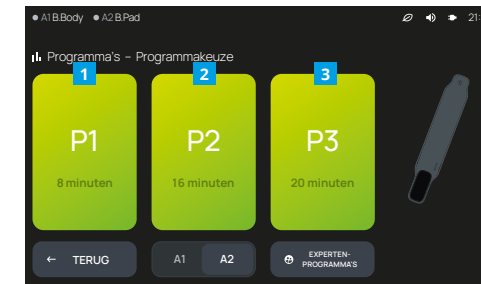 A1 B.Body A2 B.Pad 21:
Programma's – Programmakeuze
1 2 3
P1 P2 P3
8 minuten 16 minuten 20 minuten
← TERUG A1 A2 EXPERTEN-
PROGRAMMA'S